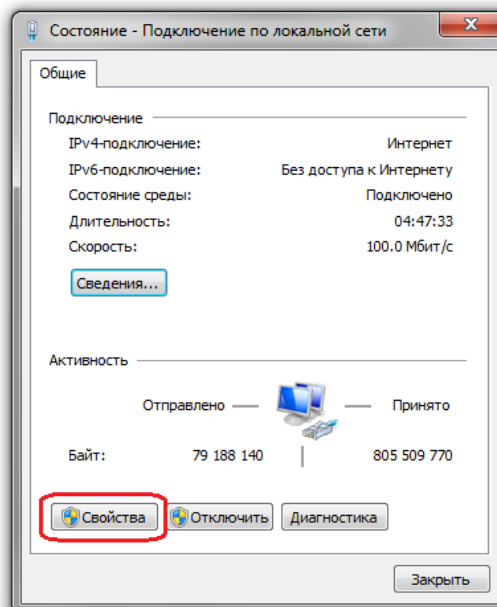 Состояние - Подключение по локальной сети
Общие
Подключение
IPv4-подключение: Интернет
IPv6-подключение: Без доступа к Интернету
Состояние среды: Подключено
Длительность: 04:47:33
Скорость: 100.0 Мбит/с
Сведения...
Активность
Отправлено — — Принято
Байт: 79 188 140 | 805 509 770
Свойства Отключить Диагностика
Закрыть